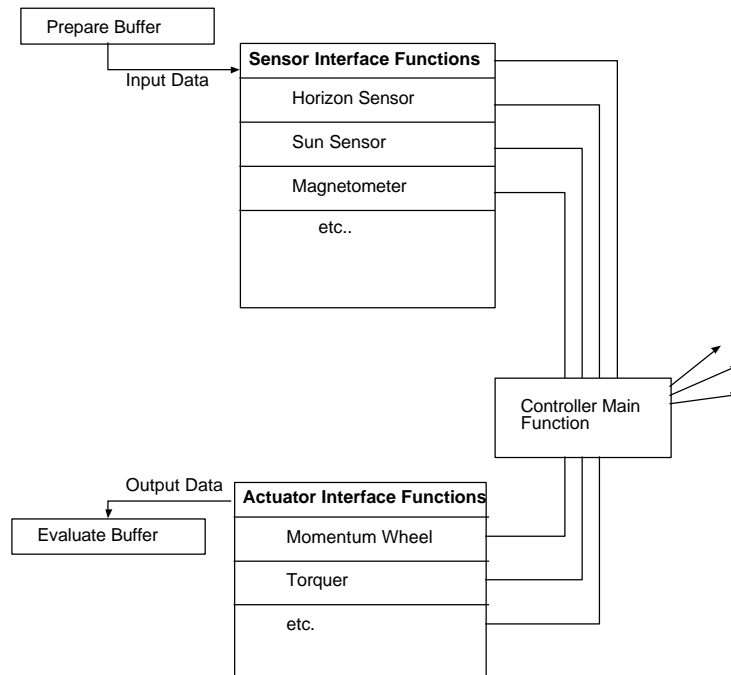 Prepare Buffer
Input Data
Sensor Interface Functions
Horizon Sensor
Sun Sensor
Magnetometer
etc..
Controller Main
Function
Output Data
Actuator Interface Functions
Evaluate Buffer
Momentum Wheel
Torquer
etc.